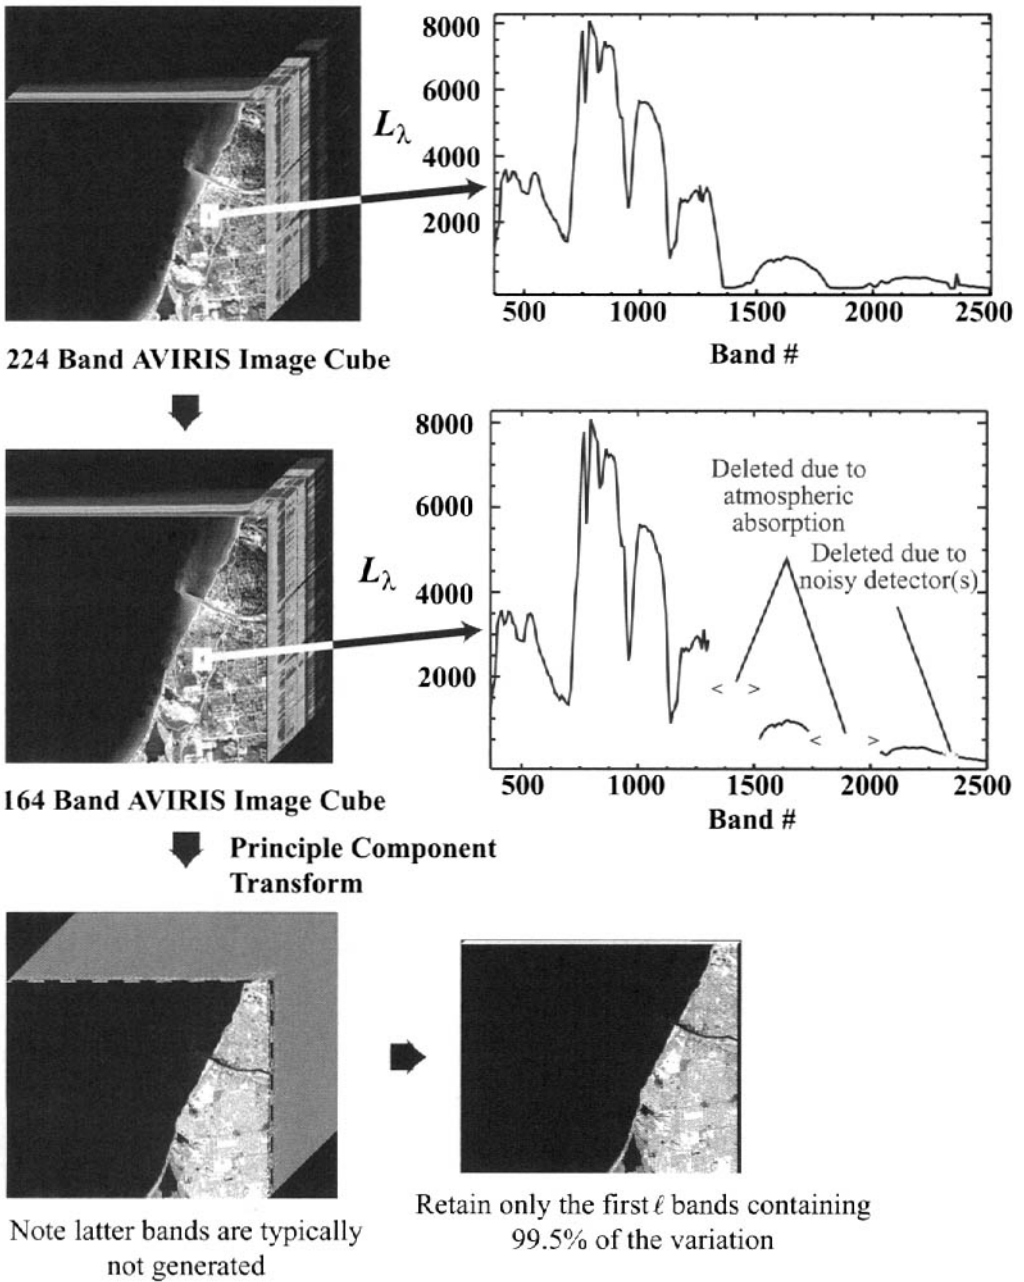 8000
6000
4000
2000
Lλ
500 1000 1500 2000 2500
Band #
224 Band AVIRIS Image Cube
8000
6000
4000
2000
Lλ
Deleted due to
atmospheric
absorption
Deleted due to
noisy detector(s)
< >
< >
500 1000 1500 2000 2500
Band #
164 Band AVIRIS Image Cube
Principle Component
Transform
Note latter bands are typically
not generated
Retain only the first ℓ bands containing
99.5% of the variation